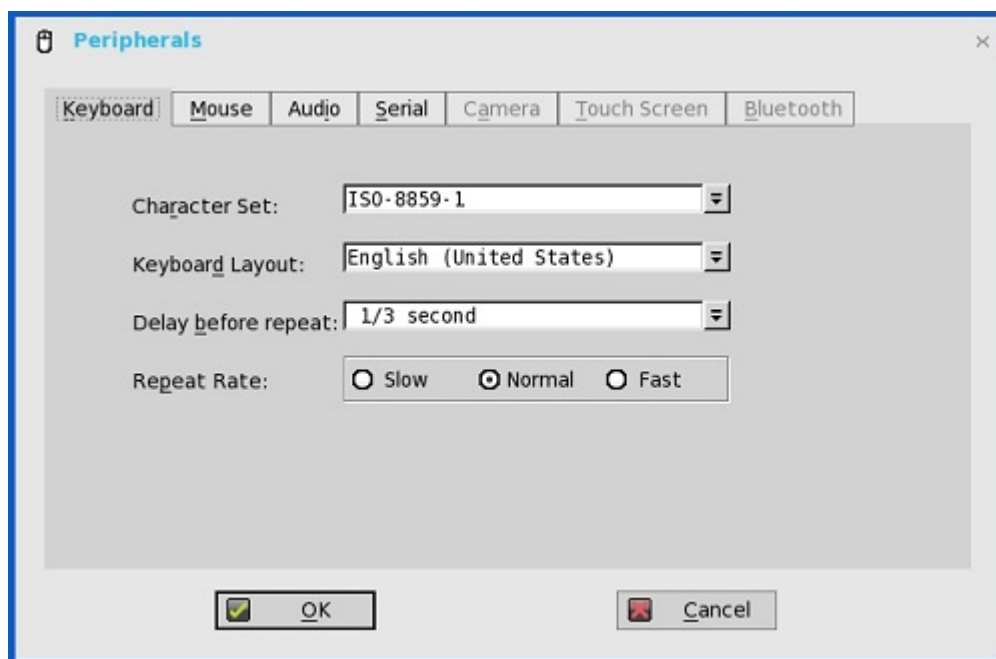 Peripherals
Keyboard Mouse Audio Serial Camera Touch Screen Bluetooth
Character Set: ISO-8859-1
Keyboard Layout: English (United States)
Delay before repeat: 1/3 second
Repeat Rate: Slow Normal Fast
OK Cancel